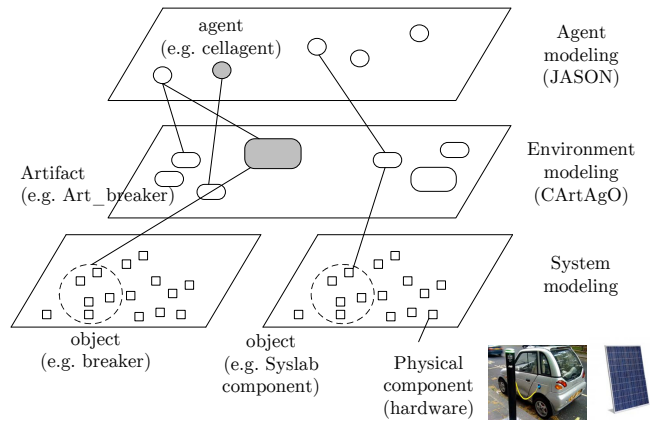 agent
(e.g. cellagent)
Agent
modeling
(JASON)
Artifact
(e.g. Art_breaker)
Environment
modeling
(CArtAgO)
System
modeling
object
(e.g. breaker)
object
(e.g. Syslab
component)
Physical
component
(hardware)